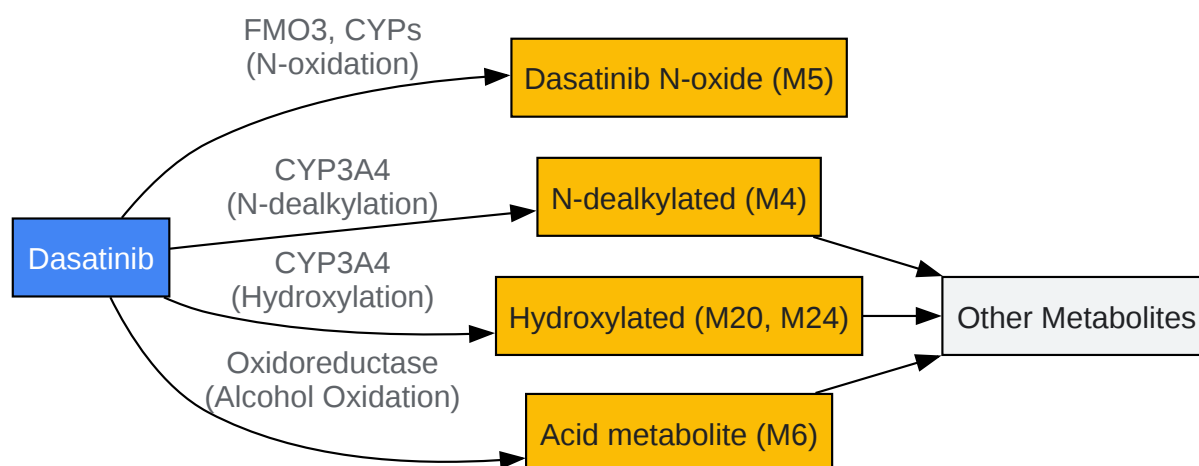 FMO3, CYPs
(N-oxidation)
Dasatinib N-oxide (M5)
CYP3A4
(N-dealkylation)
N-dealkylated (M4)
Dasatinib
CYP3A4
(Hydroxylation)
Hydroxylated (M20, M24)
Other Metabolites
Oxidoreductase
(Alcohol Oxidation)
Acid metabolite (M6)